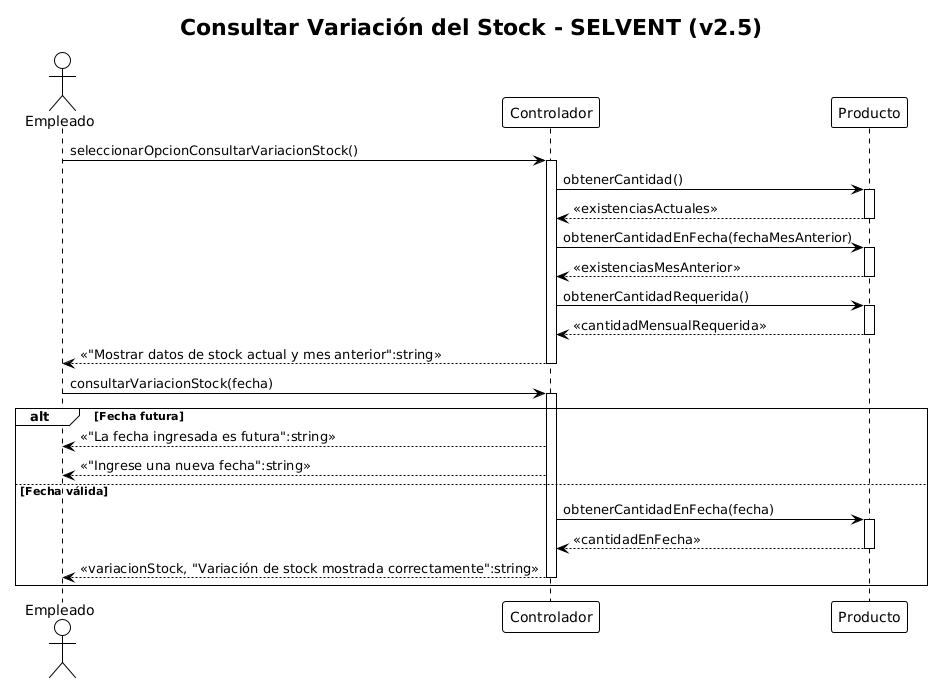 Consultar Variación del Stock - SELVENT (v2.5)
Empleado
Controlador
Producto
seleccionarOpcionConsultarVariacionStock()
obtenerCantidad()
«existenciasActuales»
obtenerCantidadEnFecha(fechaMesAnterior)
«existenciasMesAnterior»
obtenerCantidadRequerida()
«cantidadMensualRequerida»
«"Mostrar datos de stock actual y mes anterior":string»
consultarVariacionStock(fecha)
alt
[Fecha futura]
«"La fecha ingresada es futura":string»
«"Ingrese una nueva fecha":string»
[Fecha válida]
obtenerCantidadEnFecha(fecha)
«cantidadEnFecha»
«variacionStock, "Variación de stock mostrada correctamente":string»
Empleado
Controlador
Producto